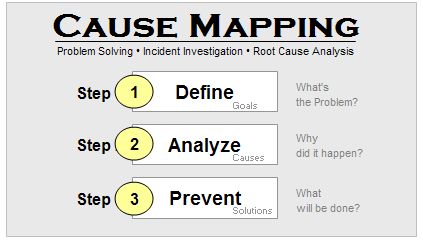 CAUSE MAPPING
Problem Solving • Incident Investigation • Root Cause Analysis
Step 1 Define What's
Goals the Problem?
Step 2 Analyze Why
Causes did it happen?
Step 3 Prevent What
Solutions will be done?